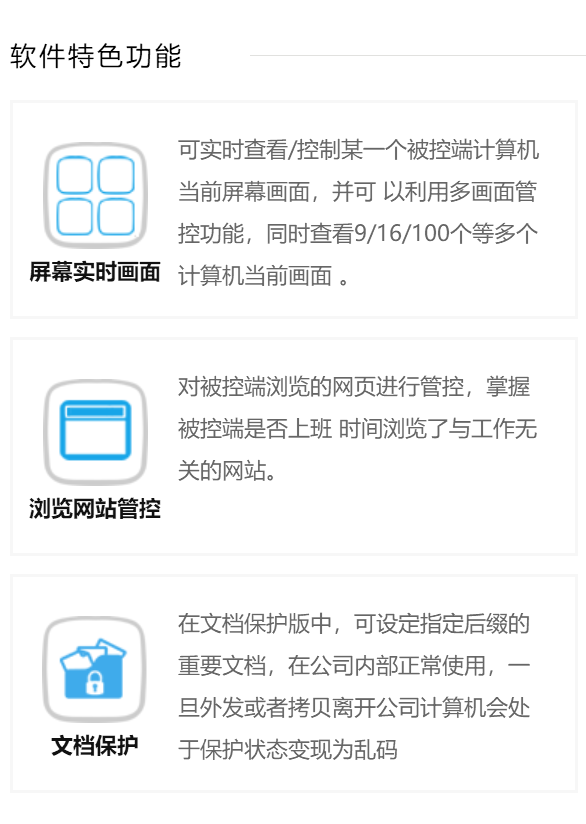 软件特色功能
可实时查看/控制某一个被控端计算机
当前屏幕画面，并可 以利用多画面管
控功能，同时查看9/16/100个等多个
计算机当前画面 。
屏幕实时画面
对被控端浏览的网页进行管控，掌握
被控端是否上班 时间浏览了与工作无
关的网站。
浏览网站管控
在文档保护版中，可设定指定后缀的
重要文档，在公司内部正常使用，一
旦外发或者拷贝离开公司计算机会处
于保护状态变现为乱码
文档保护